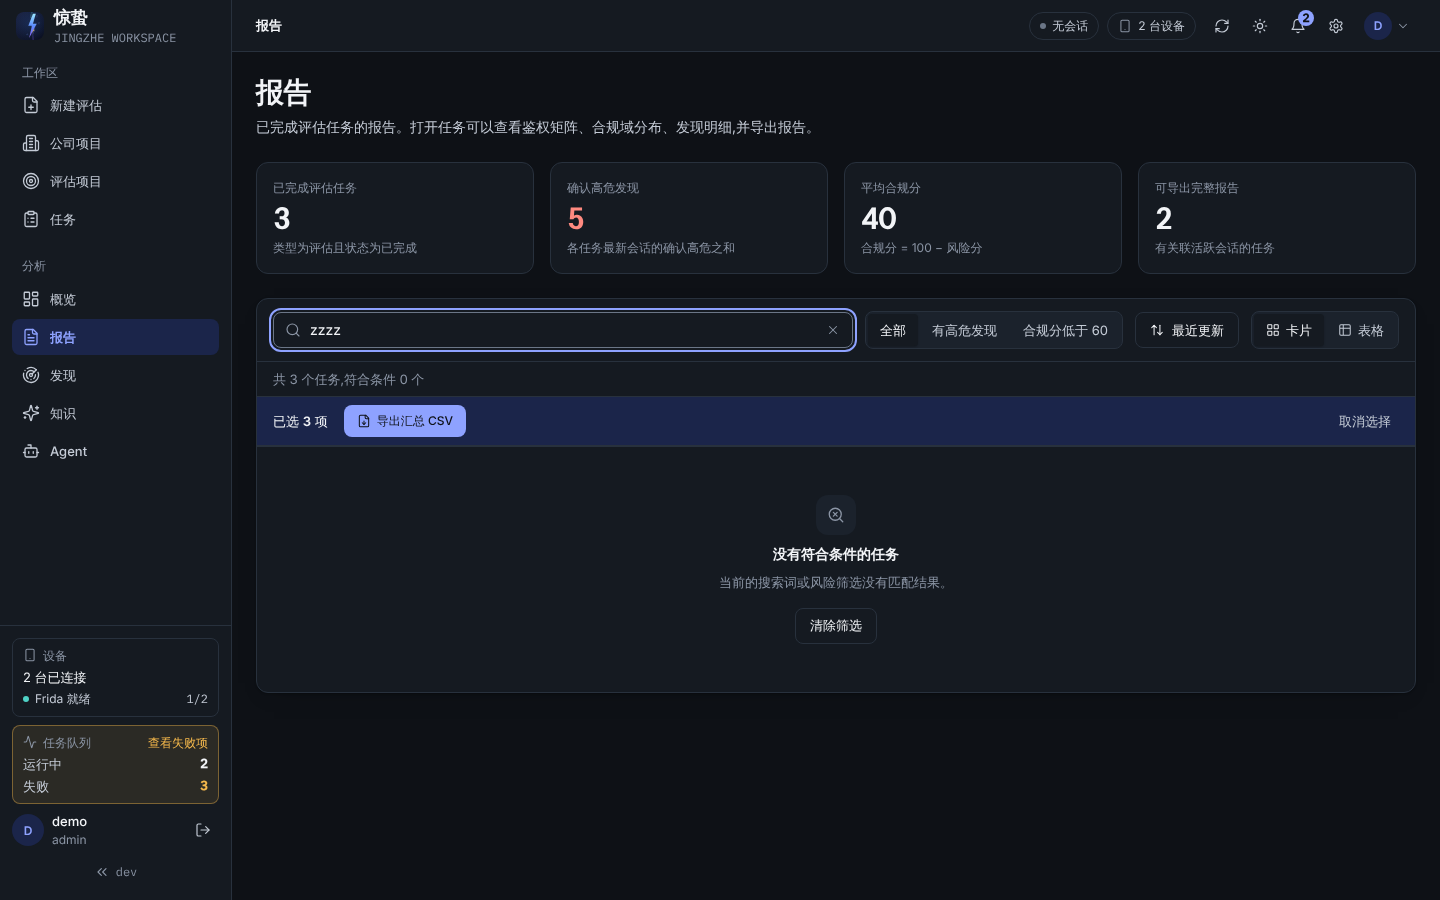 惊蛰
JINGZHE WORKSPACE
工作区
新建评估
公司项目
评估项目
任务
分析
概览
报告
发现
知识
Agent
设备
2 台已连接
Frida 就绪 1/2
任务队列 查看失败项
运行中 2
失败 3
D demo
admin
dev
报告 无会话 2 台设备 2 D
报告
已完成评估任务的报告。打开任务可以查看鉴权矩阵、合规域分布、发现明细,并导出报告。
已完成评估任务
3
类型为评估且状态为已完成
确认高危发现
5
各任务最新会话的确认高危之和
平均合规分
40
合规分 = 100 − 风险分
可导出完整报告
2
有关联活跃会话的任务
zzzz 全部 有高危发现 合规分低于 60 最近更新 卡片 表格
共 3 个任务,符合条件 0 个
已选 3 项 导出汇总 CSV 取消选择
没有符合条件的任务
当前的搜索词或风险筛选没有匹配结果。
清除筛选